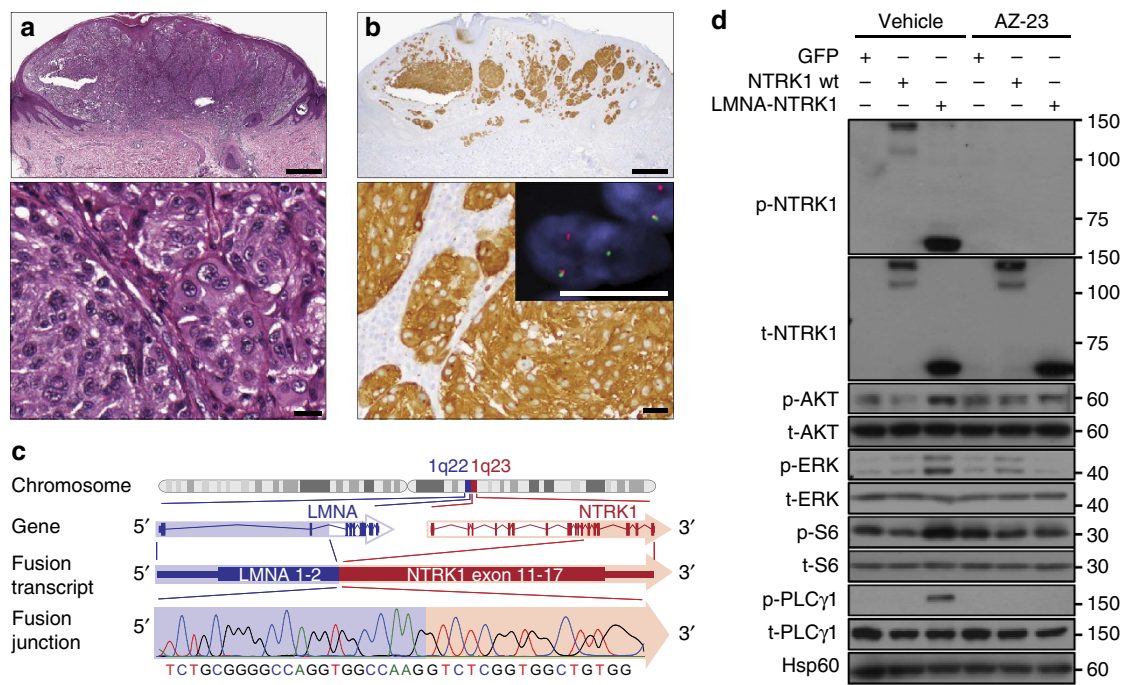 a
b
c
1q22 1q23
Chromosome
LMNA
NTRK1
Gene
5′
3′
Fusion
transcript
5′
LMNA 1-2
NTRK1 exon 11-17
3′
Fusion
junction
5′
3′
TCTGCGGGGCCAGGTGGCCAAGGTCTCGGTGGCTGTGG
d
Vehicle
AZ-23
GFP + – – + – –
NTRK1 wt – + – – + –
LMNA-NTRK1 – – + – – +
150
100
p-NTRK1
75
150
100
t-NTRK1
75
p-AKT
60
t-AKT
60
p-ERK
40
t-ERK
40
p-S6
30
t-S6
30
p-PLCγ1
150
t-PLCγ1
150
Hsp60
60